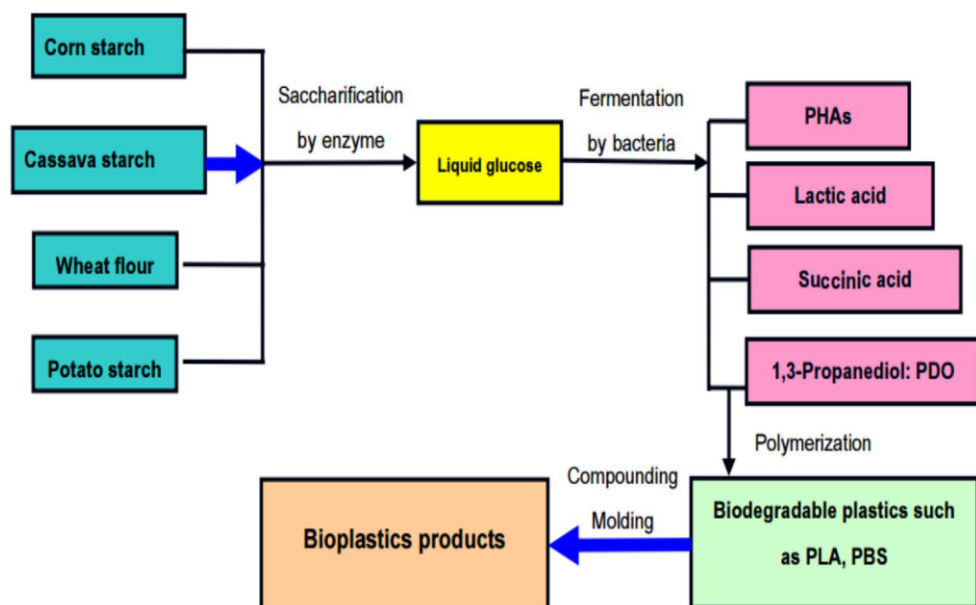 Corn starch
Saccharification
by enzyme
Fermentation
by bacteria
PHAs
Cassava starch
Liquid glucose
Lactic acid
Wheat flour
Succinic acid
Potato starch
1,3-Propanediol: PDO
Polymerization
Compounding
Molding
Biodegradable plastics such
as PLA, PBS
Bioplastics products